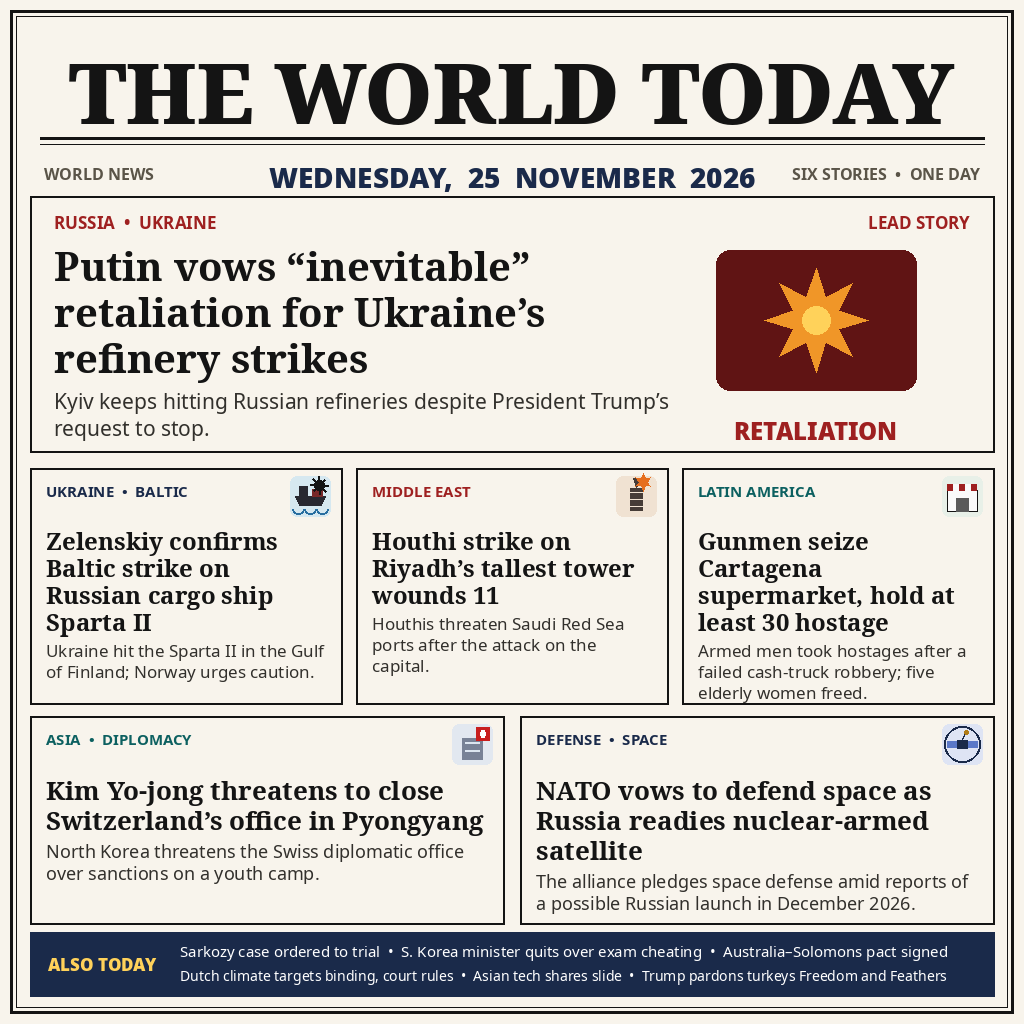 THE WORLD TODAY
WORLD NEWS
WEDNESDAY, 25 NOVEMBER 2026
SIX STORIES • ONE DAY
RUSSIA • UKRAINE
LEAD STORY
Putin vows “inevitable”
retaliation for Ukraine’s
refinery strikes
Kyiv keeps hitting Russian refineries despite President Trump’s
request to stop.
RETALIATION
UKRAINE • BALTIC
Zelenskiy confirms
Baltic strike on
Russian cargo ship
Sparta II
Ukraine hit the Sparta II in the Gulf
of Finland; Norway urges caution.
MIDDLE EAST
Houthi strike on
Riyadh’s tallest tower
wounds 11
Houthis threaten Saudi Red Sea
ports after the attack on the
capital.
LATIN AMERICA
Gunmen seize
Cartagena
supermarket, hold at
least 30 hostage
Armed men took hostages after a
failed cash-truck robbery; five
elderly women freed.
ASIA • DIPLOMACY
Kim Yo-jong threatens to close
Switzerland’s office in Pyongyang
North Korea threatens the Swiss diplomatic office
over sanctions on a youth camp.
DEFENSE • SPACE
NATO vows to defend space as
Russia readies nuclear-armed
satellite
The alliance pledges space defense amid reports of
a possible Russian launch in December 2026.
ALSO TODAY
Sarkozy case ordered to trial • S. Korea minister quits over exam cheating • Australia–Solomons pact signed
Dutch climate targets binding, court rules • Asian tech shares slide • Trump pardons turkeys Freedom and Feathers